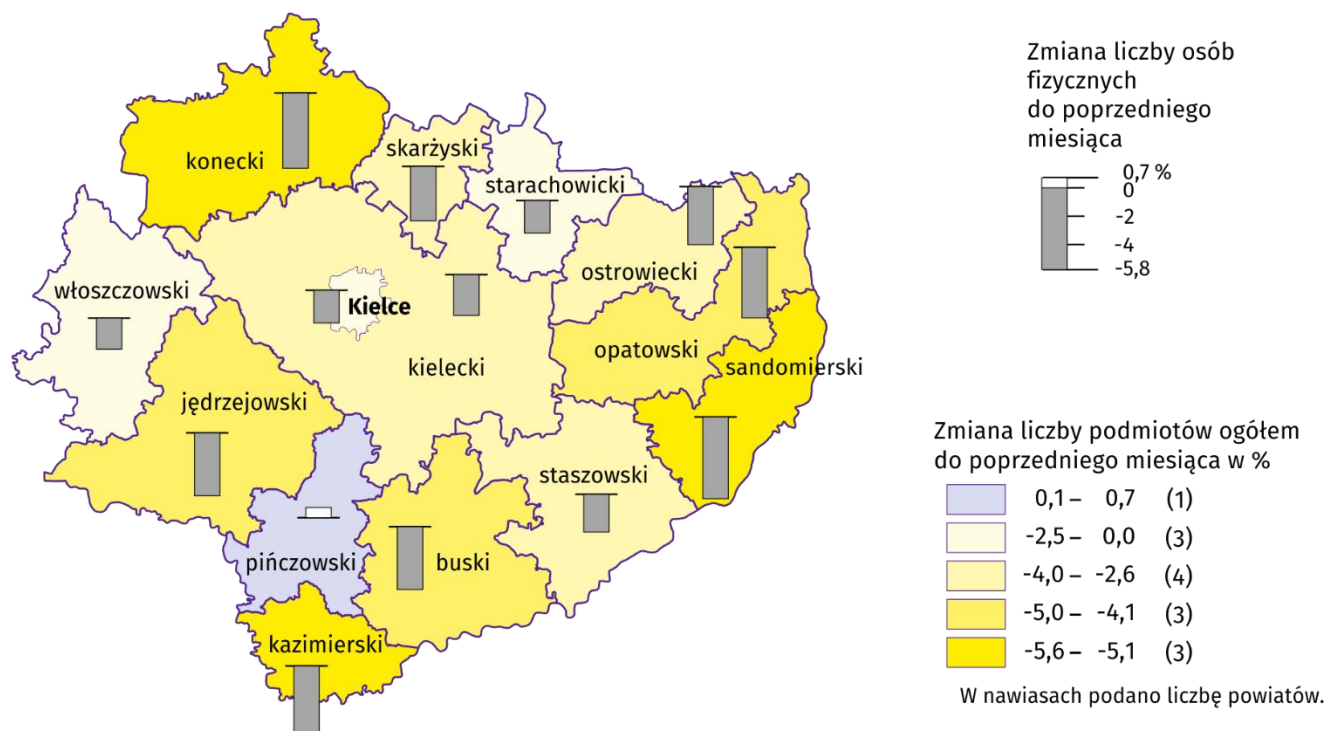 konecki
skarżyski
starachowicki
ostrowiecki
włoszczowski
Kielce
kielecki
opatowski
sandomierski
jędrzejowski
staszowski
pińczowski
buski
kazimierski
Zmiana liczby osób
fizycznych
do poprzedniego
miesiąca
0,7 %
0
-2
-4
-5,8
Zmiana liczby podmiotów ogółem
do poprzedniego miesiąca w %
0,1 – 0,7 (1)
-2,5 – 0,0 (3)
-4,0 – -2,6 (4)
-5,0 – -4,1 (3)
-5,6 – -5,1 (3)
W nawiasach podano liczbę powiatów.